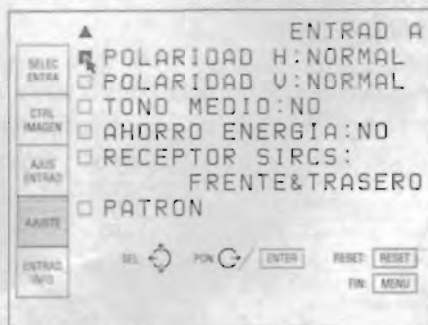 ENTRAD A
POLARIDAD H:NORMAL
POLARIDAD V:NORMAL
TONO MEDIO:NO
AHORRO ENERGIA:NO
RECEPTOR SIRCS:
FRENTE&TRASERO
PATRON
SELEC
ENTRA
CTRL
IMAGEN
AJUS
ENTRAD
AJUSTE
ENTRAD
INFO
SEL PON / ENTER RESET: RESET
FIN: MENU